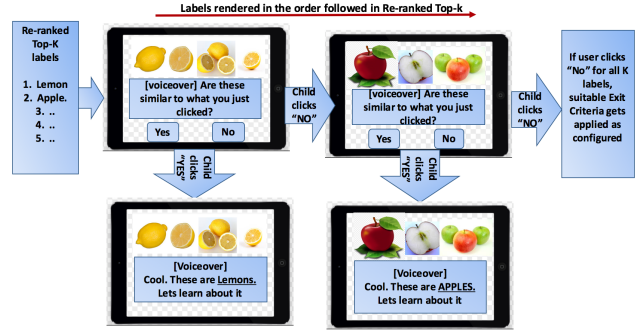 Labels rendered in the order followed in Re-ranked Top-k
Re-ranked
Top-K
labels
1. Lemon
2. Apple.
3. ..
4. ..
5. ..
[voiceover] Are these
similar to what you just
clicked?
Yes
No
Child
clicks
“NO”
[voiceover] Are these
similar to what you just
clicked?
Yes
No
Child
clicks
“NO”
If user clicks
“No” for all K
labels,
suitable Exit
Criteria gets
applied as
configured
Child
clicks
“YES”
Child
clicks
“YES”
[Voiceover]
Cool. These are Lemons.
Lets learn about it
[Voiceover]
Cool. These are APPLES.
Lets learn about it